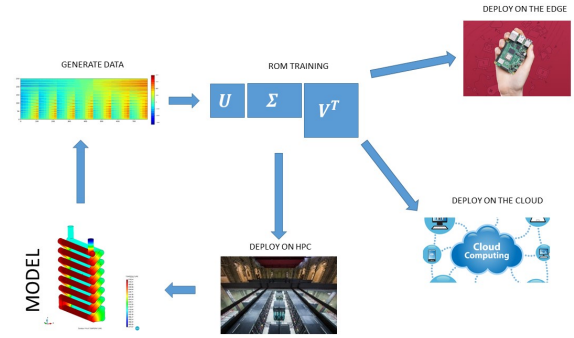 DEPLOY ON THE EDGE
GENERATE DATA
ROM TRAINING
U
Σ
V^T
DEPLOY ON THE CLOUD
Cloud
Computing
DEPLOY ON HPC
MODEL